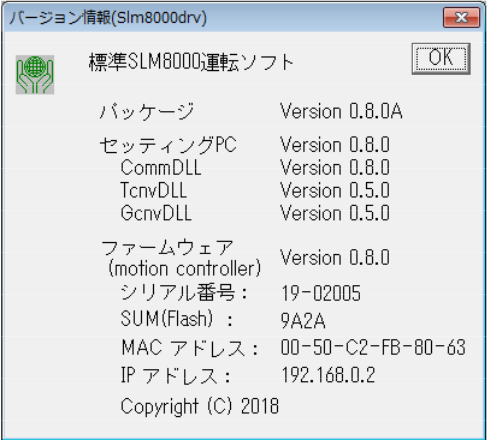 バージョン情報(Slm8000drv)
標準SLM8000運転ソフト
OK
パッケージ Version 0.8.0A
セッティングPC Version 0.8.0
CommDLL Version 0.8.0
TcnvDLL Version 0.5.0
GcnvDLL Version 0.5.0
ファームウェア
(motion controller) Version 0.8.0
シリアル番号： 19-02005
SUM(Flash) ： 9A2A
MAC アドレス： 00-50-C2-FB-80-63
IP アドレス： 192.168.0.2
Copyright (C) 2018